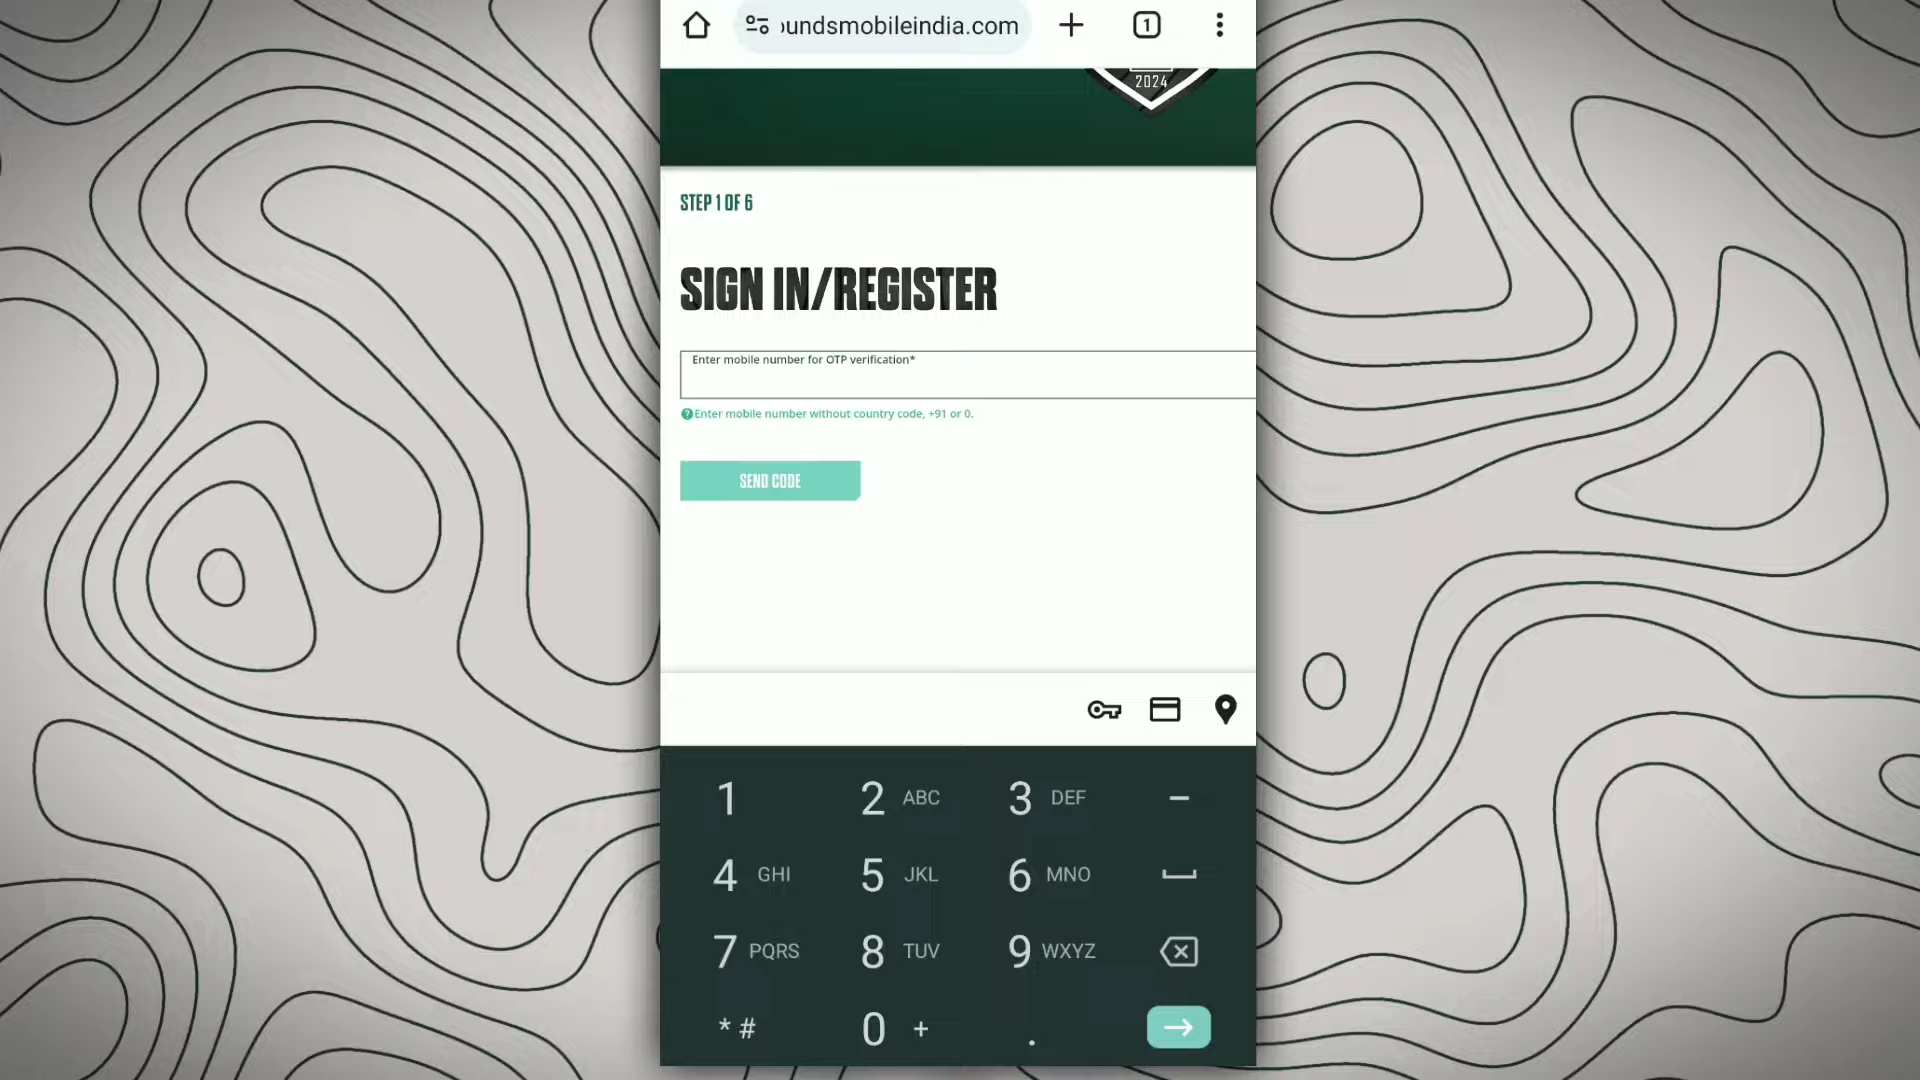 undsmobileindia.com
1
2024
STEP 1 OF 6
SIGN IN/REGISTER
Enter mobile number for OTP verification*
Enter mobile number without country code, +91 or 0.
SEND CODE
1 2 ABC 3 DEF –
4 GHI 5 JKL 6 MNO
7 PQRS 8 TUV 9 WXYZ
* # 0 + .